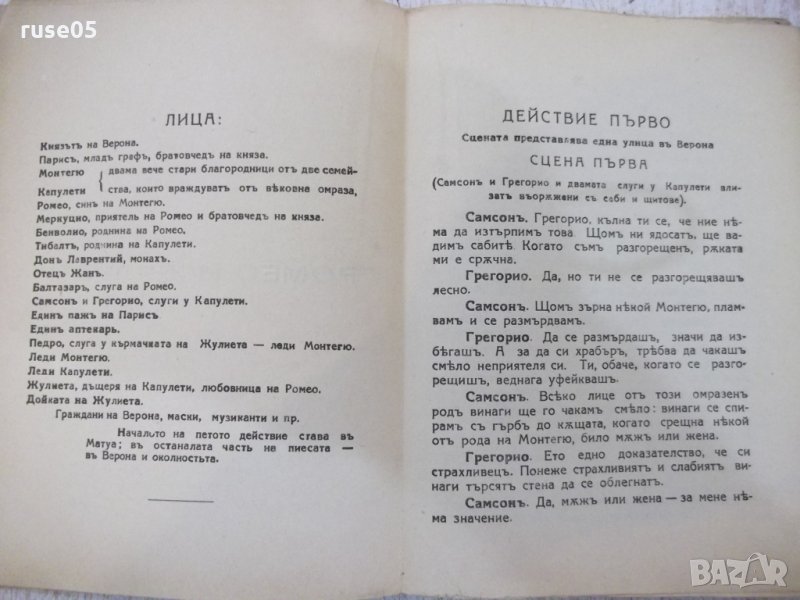 ruse05
ЛИЦА:
Князътъ на Верона.
Парисъ, младъ графъ, братовчедъ на княза.
Монтегю двама вече стари благородници отъ две семей-
Капулети ства, които враждуватъ отъ вѣковна омраза,
Ромео, синъ на Монтегю.
Меркуцио, приятель на Ромео и братовчедъ на княза.
Бенволио, роднина на Ромео.
Тибалтъ, роднина на Капулети.
Донъ Лаврентий, монахъ.
Отецъ Жанъ.
Балтазаръ, слуга на Ромео.
Самсонъ и Грегорио, слуги у Капулети.
Единъ пажъ на Парисъ.
Единъ аптекарь.
Педро, слуга у кърмачката на Жулиета — леди Монтегю.
Леди Монтегю.
Леди Капулети.
Жулиета, дъщеря на Капулети, любовница на Ромео.
Дойката на Жулиета.
Граждани на Верона, маски, музиканти и пр.
Началото на петото действие става въ
Матуа; въ останалата часть на пиесата —
въ Верона и околностьта.
ДЕЙСТВИЕ ПЪРВО
Сцената представлява една улица въ Верона
СЦЕНА ПЪРВА
(Самсонъ и Грегорио и двамата слуги у Капулети вли-
затъ въорѫжени съ саби и щитове).
Самсонъ. Грегорио, кълна ти се, че ние нѣ-
ма да изтърпимъ това. Щомъ ни ядосатъ, ще ва-
димъ сабитѣ. Когато съмъ разгорещенъ, рѫката
ми е срѫчна.
Грегорио. Да, но ти не се разгорещявашъ
лесно.
Самсонъ. Щомъ зърна нѣкой Монтегю, плам-
вамъ и се размърдвамъ.
Грегорио. Да се размърдашъ, значи да из-
бѣгашъ. А за да си храбъръ, трѣбва да чакашъ
смѣло неприятеля си. Ти, обаче, когато се разго-
рещишъ, веднага уфейквашъ.
Самсонъ. Всѣко лице отъ този омразенъ
родъ винаги ще го чакамъ смѣло: винаги се спи-
рамъ съ гърбъ до кѫщата, когато срещна нѣкой
отъ рода на Монтегю, било мѫжъ или жена.
Грегорио. Ето едно доказателство, че си
страхливецъ. Понеже страхливиятъ и слабиятъ ви-
наги търсятъ стена да се облегнатъ.
Самсонъ. Да, мѫжъ или жена — за мене нѣ-
ма значение.
BAZAR